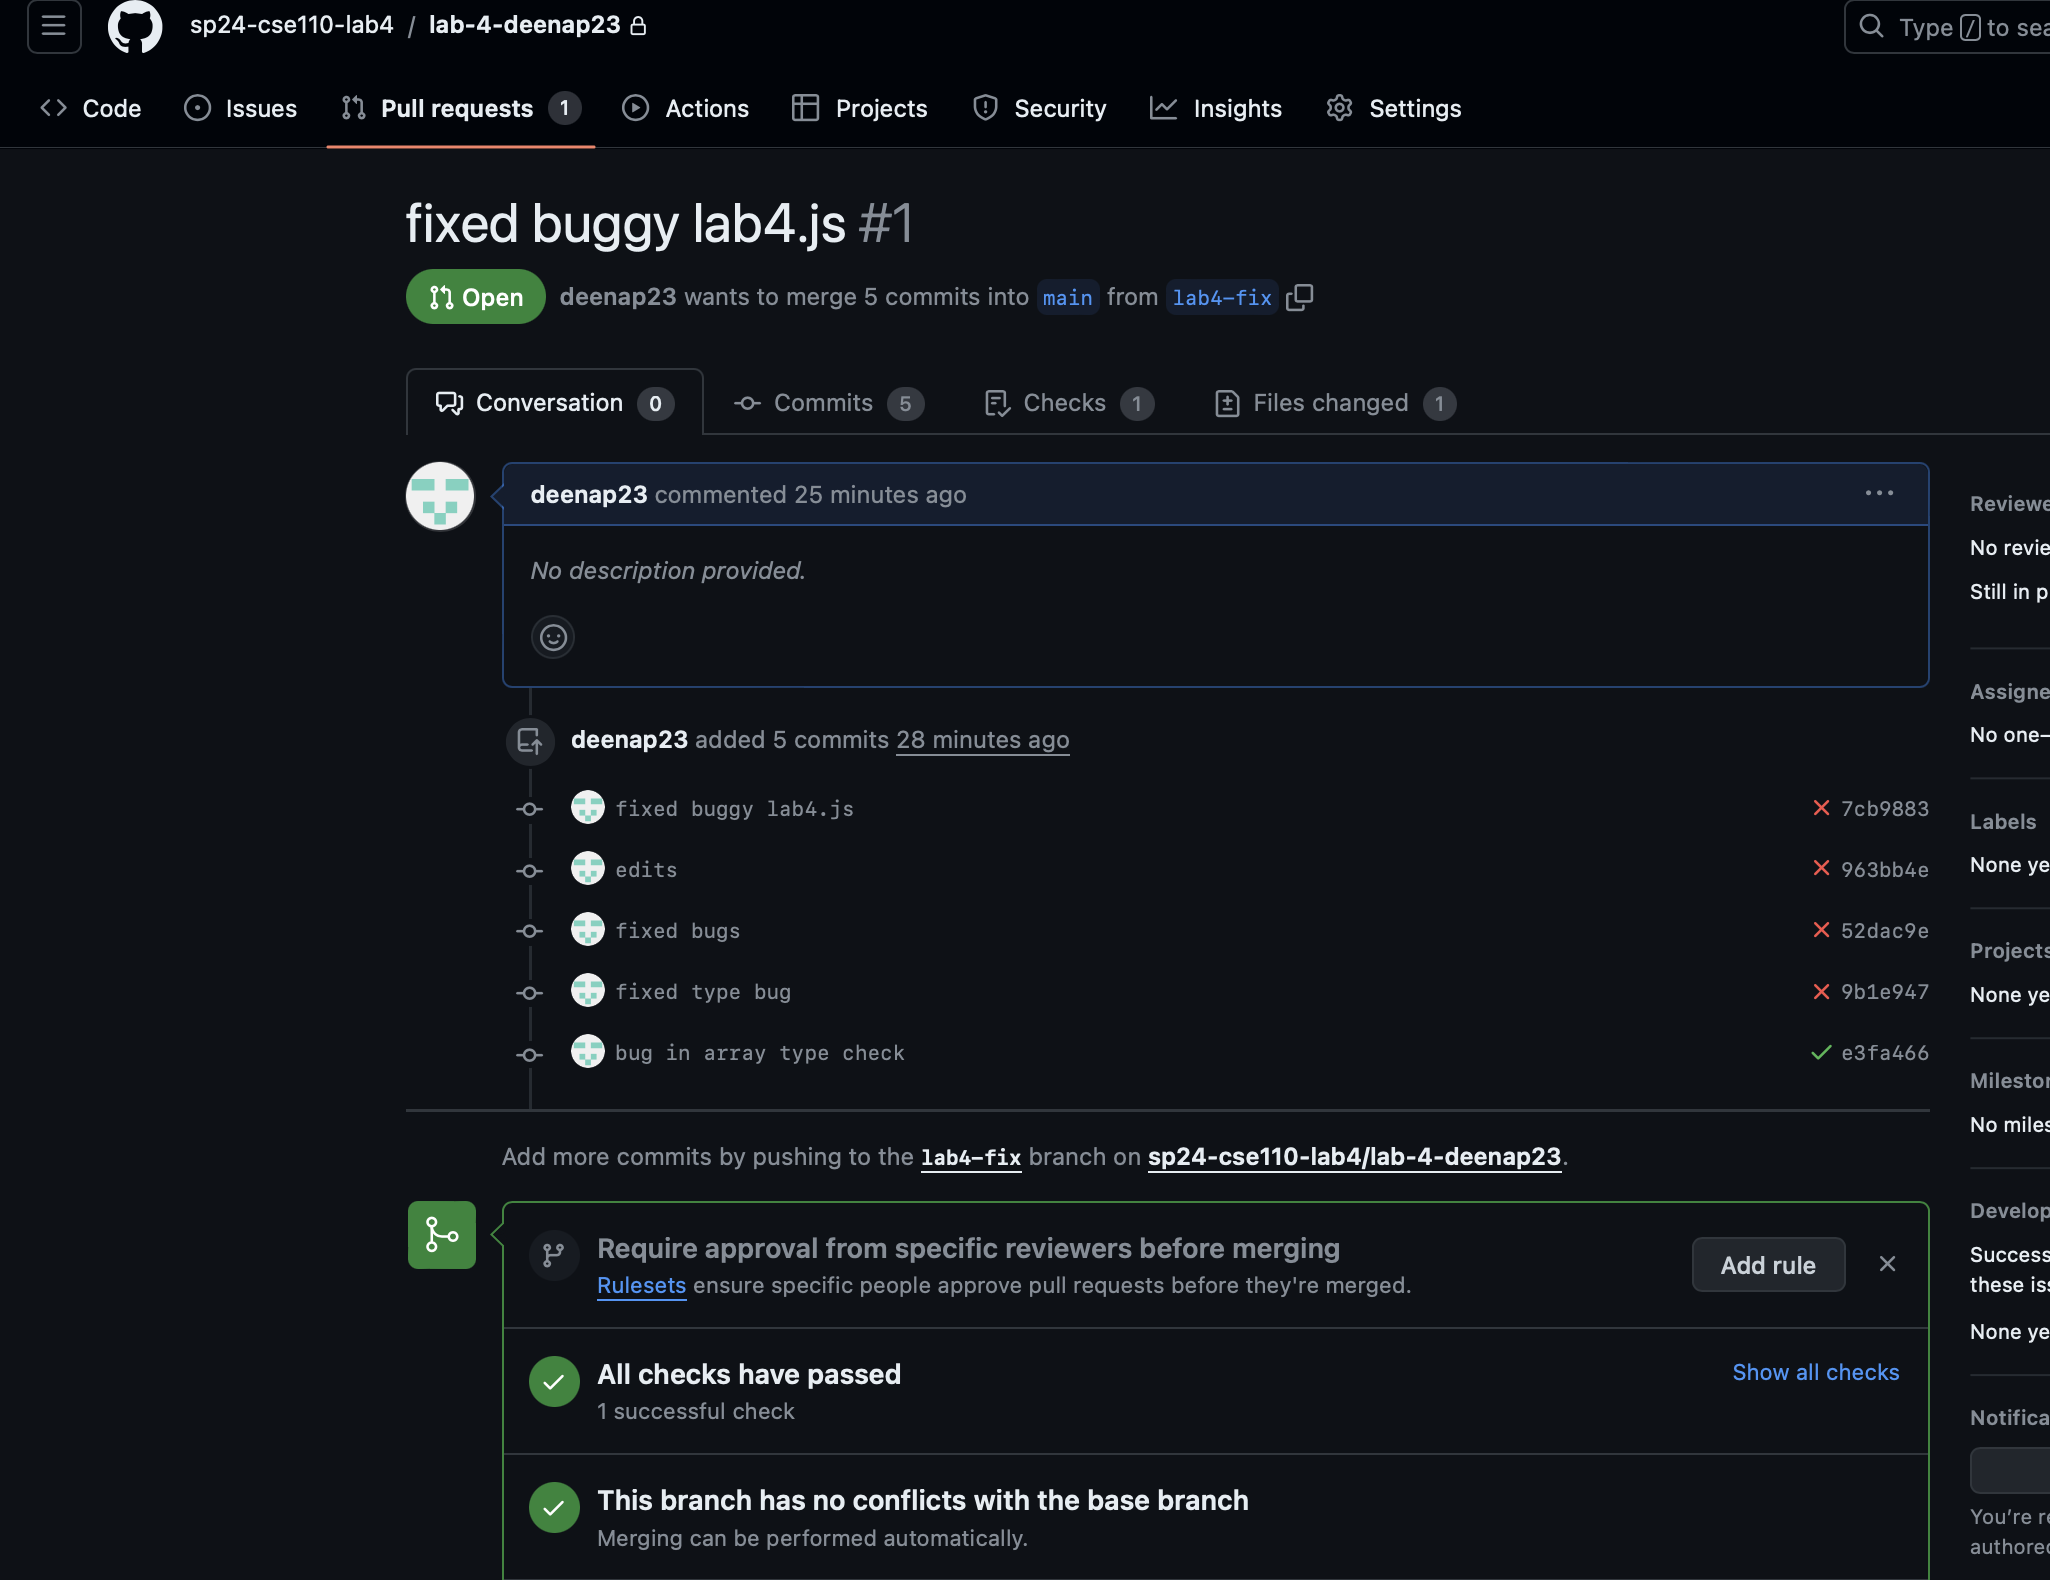 sp24-cse110-lab4 / lab-4-deenap23
Type / to sea
Code Issues Pull requests 1 Actions Projects Security Insights Settings
fixed buggy lab4.js #1
Open deenap23 wants to merge 5 commits into main from lab4-fix
Conversation 0 Commits 5 Checks 1 Files changed 1
deenap23 commented 25 minutes ago
No description provided.
deenap23 added 5 commits 28 minutes ago
fixed buggy lab4.js 7cb9883
edits 963bb4e
fixed bugs 52dac9e
fixed type bug 9b1e947
bug in array type check e3fa466
Add more commits by pushing to the lab4-fix branch on sp24-cse110-lab4/lab-4-deenap23.
Require approval from specific reviewers before merging
Rulesets ensure specific people approve pull requests before they're merged.
Add rule
All checks have passed
1 successful check
Show all checks
This branch has no conflicts with the base branch
Merging can be performed automatically.
Reviewe
No revie
Still in p
Assigne
No one—
Labels
None ye
Projects
None ye
Milesto
No miles
Develop
Success
these iss
None ye
Notifica
You're re
authored